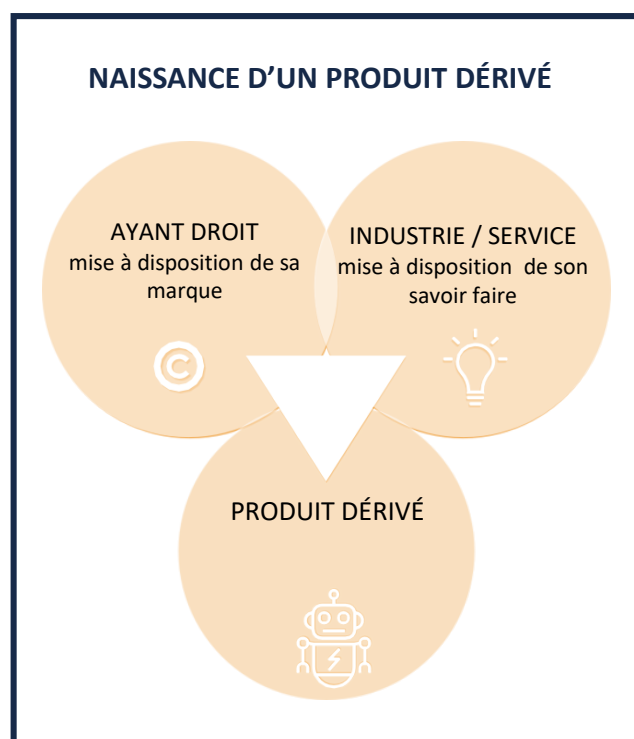 NAISSANCE D’UN PRODUIT DÉRIVÉ
AYANT DROIT
mise à disposition de sa
marque
INDUSTRIE / SERVICE
mise à disposition de son
savoir faire
©
PRODUIT DÉRIVÉ